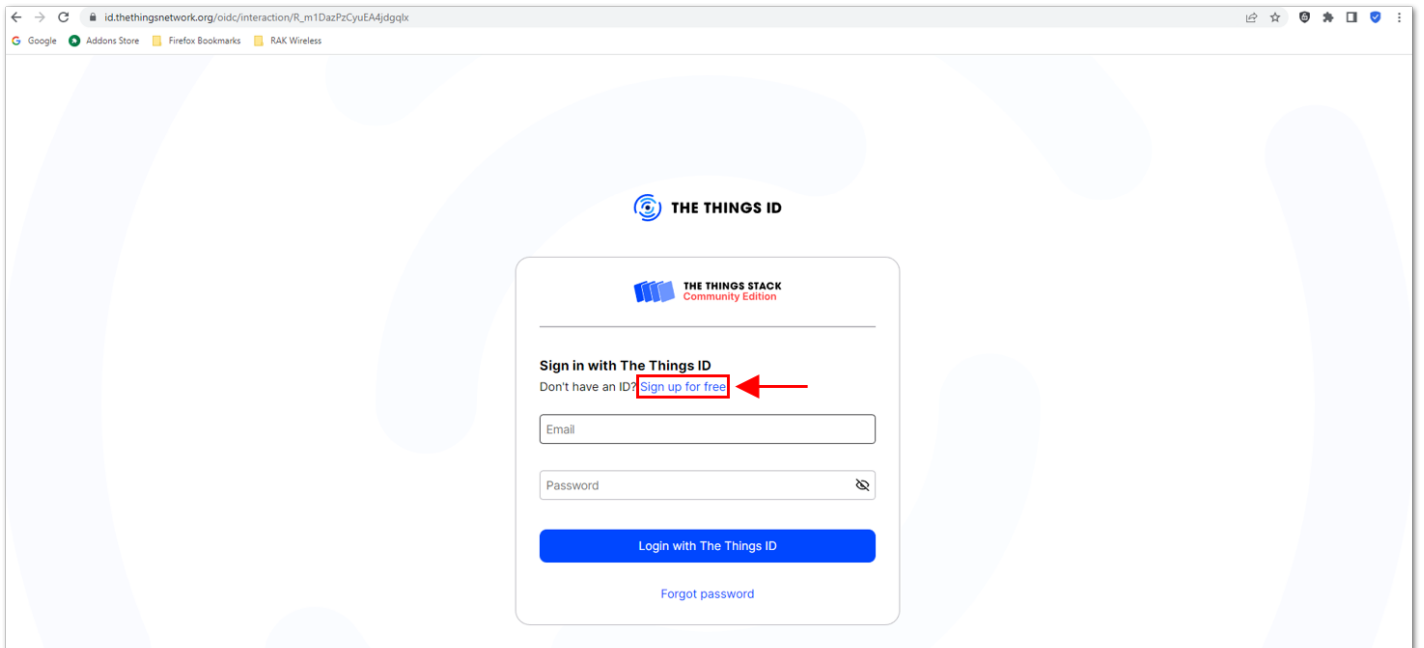 id.thethingsnetwork.org/oidc/interaction/R_m1DazPzCyuEA4jdgqlx
Google Addons Store Firefox Bookmarks RAK Wireless
THE THINGS ID
THE THINGS STACK
Community Edition
Sign in with The Things ID
Don't have an ID? Sign up for free
Email
Password
Login with The Things ID
Forgot password